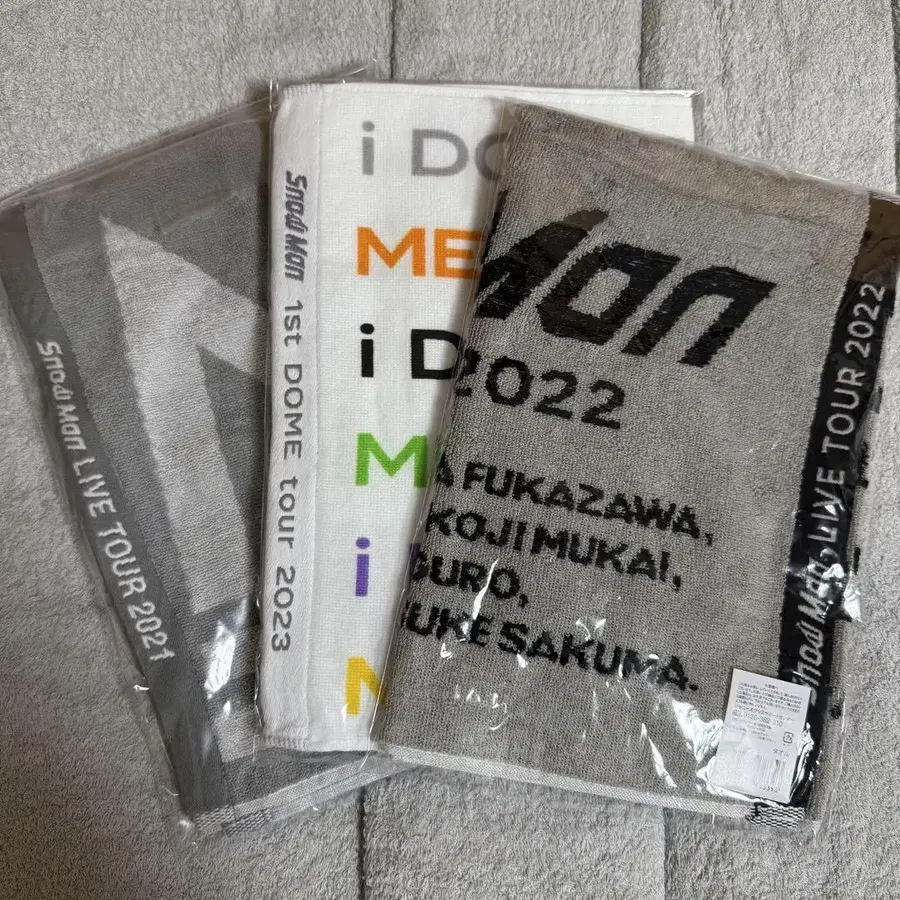 Snow Man LIVE TOUR 2021
Snow Man 1st DOME tour 2023
i DO
ME
i D
M
i
M
Man
2022
A FUKAZAWA,
KOJI MUKAI,
GURO,
UKE SAKUMA.
Snow Man LIVE TOUR 2022